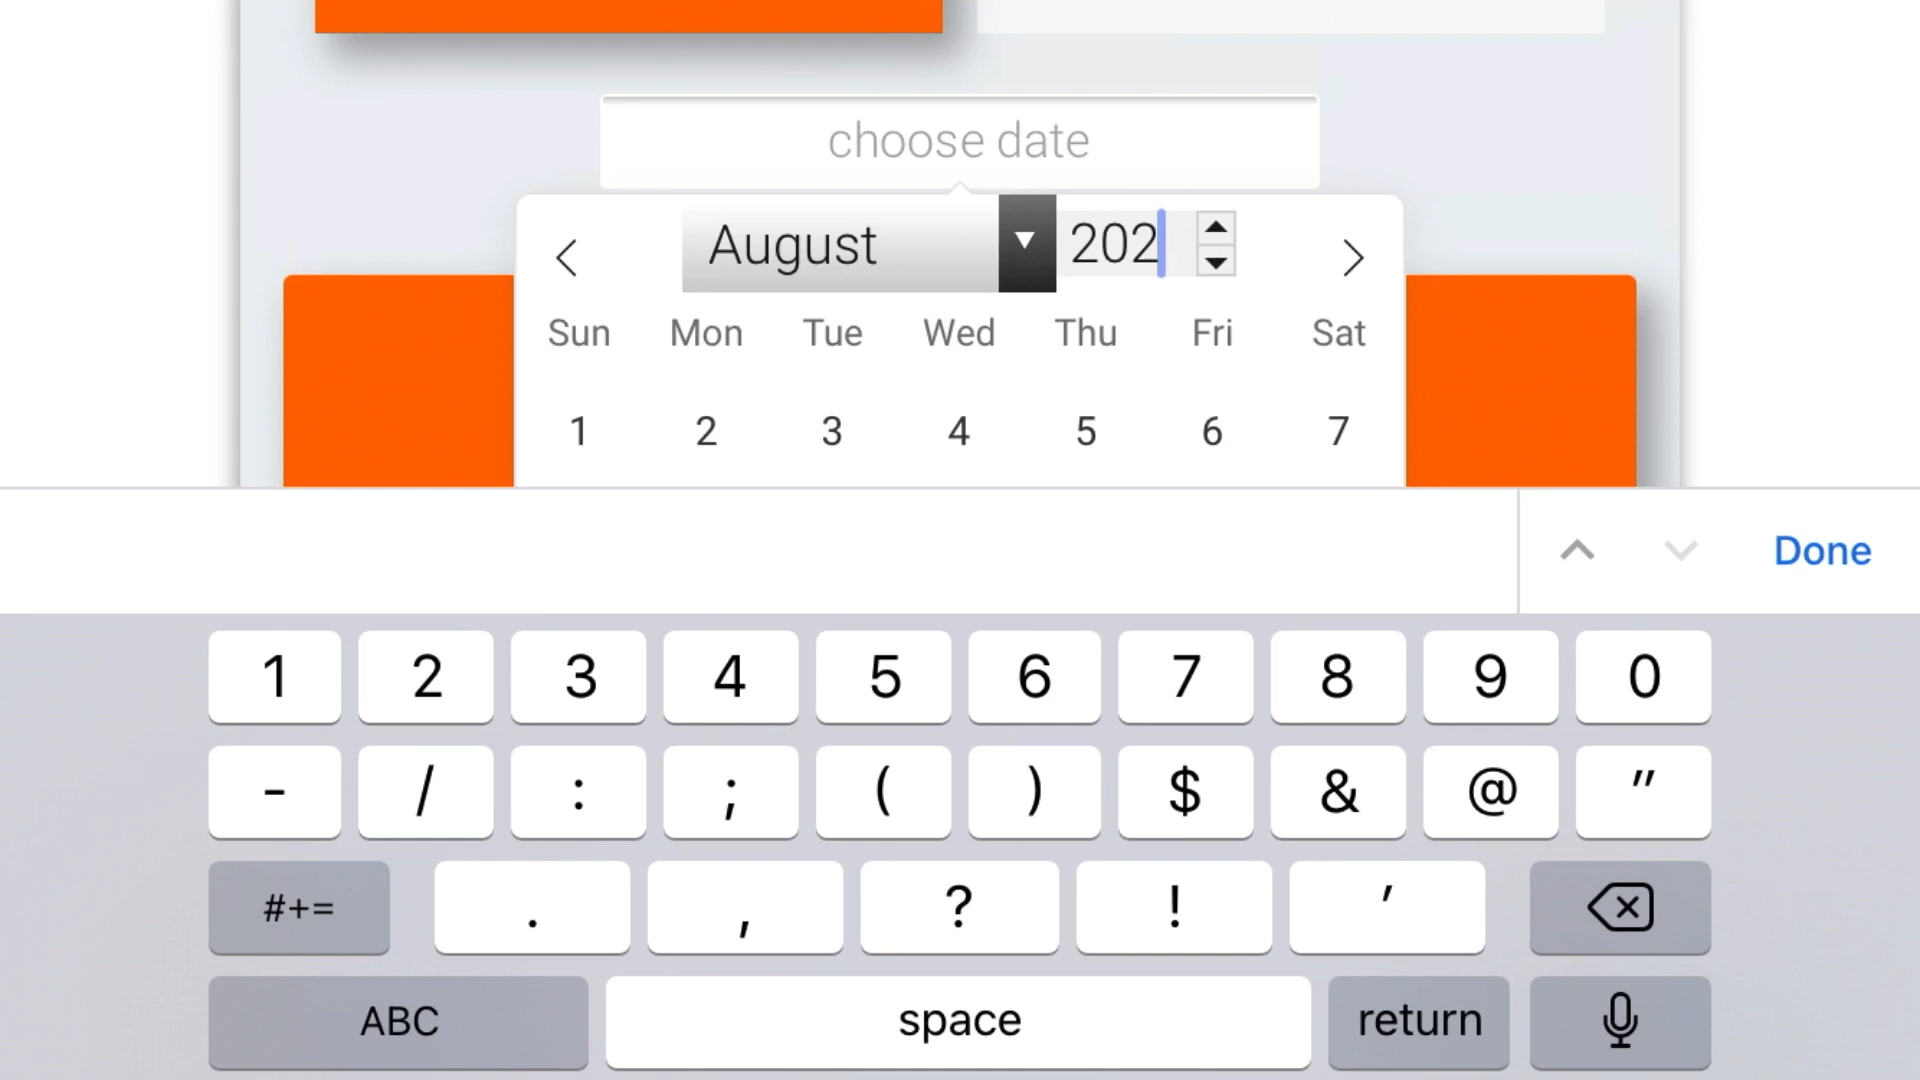 choose date
August 202
Sun Mon Tue Wed Thu Fri Sat
1 2 3 4 5 6 7
Done
1 2 3 4 5 6 7 8 9 0
- / : ; ( ) $ & @ "
#+= . , ? ! '
ABC space return